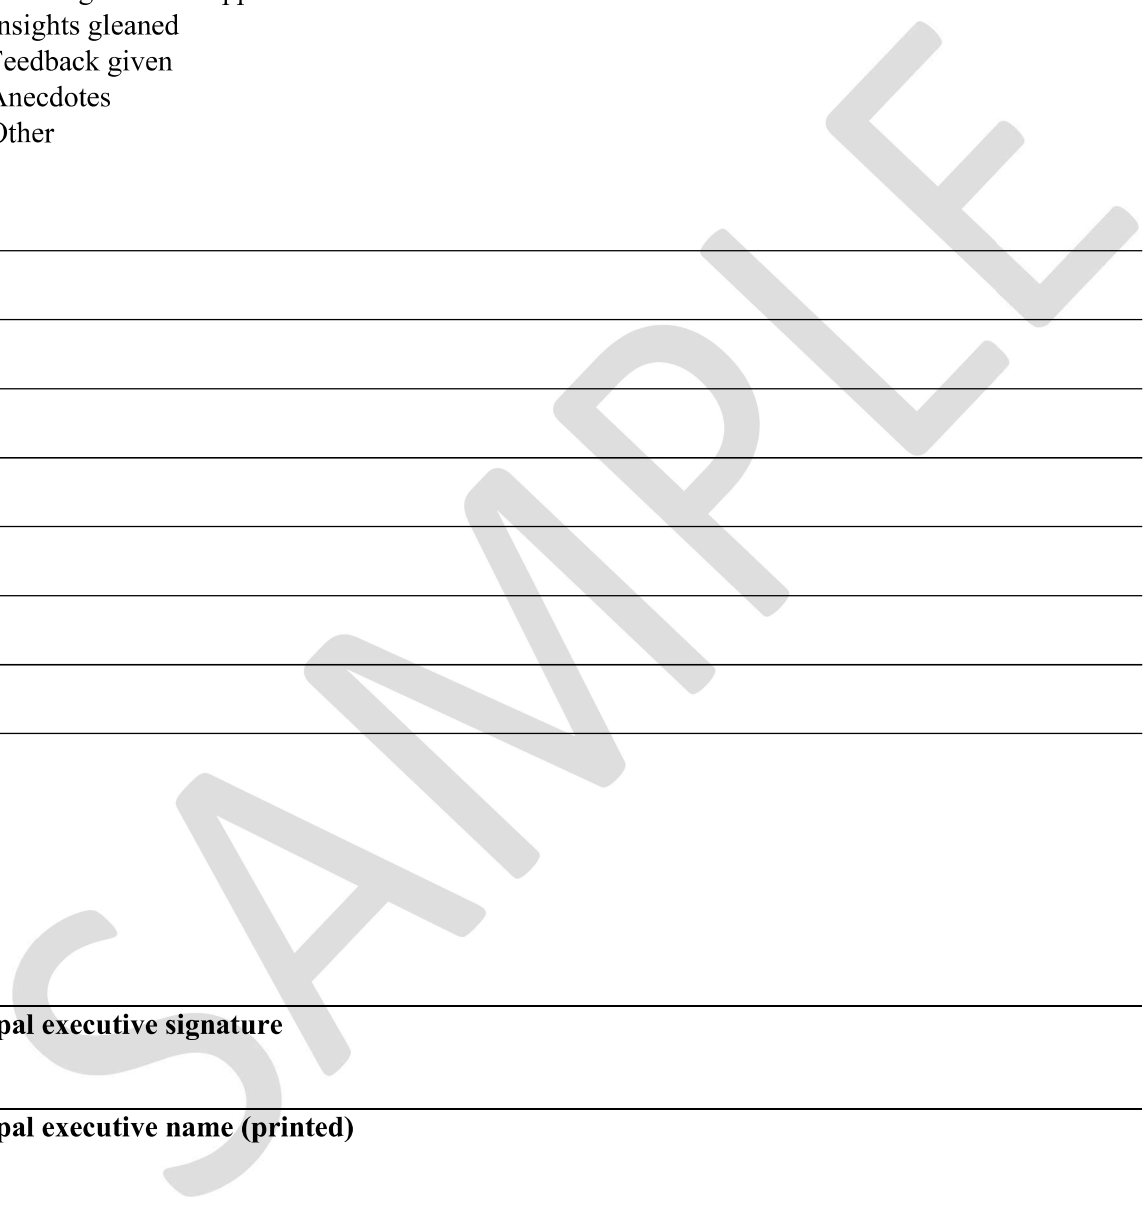 nsights gleaned
eedback given
Anecdotes
Other
SAMPLE
pal executive signature
pal executive name (printed)